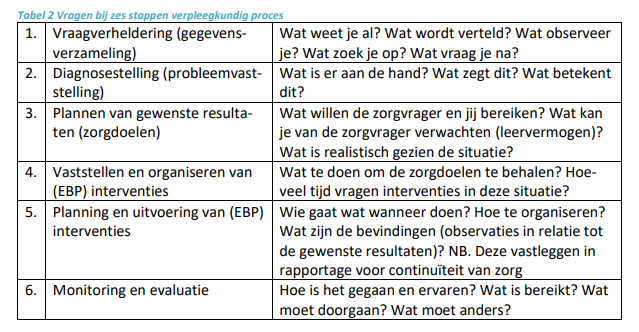 Tabel 2 Vragen bij zes stappen verpleegkundig proces
1. Vraagverheldering (gegevens-
verzameling)
Wat weet je al? Wat wordt verteld? Wat observeer
je? Wat zoek je op? Wat vraag je na?
2. Diagnosestelling (probleemvast-
stelling)
Wat is er aan de hand? Wat zegt dit? Wat betekent
dit?
3. Plannen van gewenste resulta-
ten (zorgdoelen)
Wat willen de zorgvrager en jij bereiken? Wat kan
je van de zorgvrager verwachten (leervermogen)?
Wat is realistisch gezien de situatie?
4. Vaststellen en organiseren van
(EBP) interventies
Wat te doen om de zorgdoelen te behalen? Hoe-
veel tijd vragen interventies in deze situatie?
5. Planning en uitvoering van (EBP)
interventies
Wie gaat wat wanneer doen? Hoe te organiseren?
Wat zijn de bevindingen (observaties in relatie tot
de gewenste resultaten)? NB. Deze vastleggen in
rapportage voor continuïteit van zorg
6. Monitoring en evaluatie
Hoe is het gegaan en ervaren? Wat is bereikt? Wat
moet doorgaan? Wat moet anders?